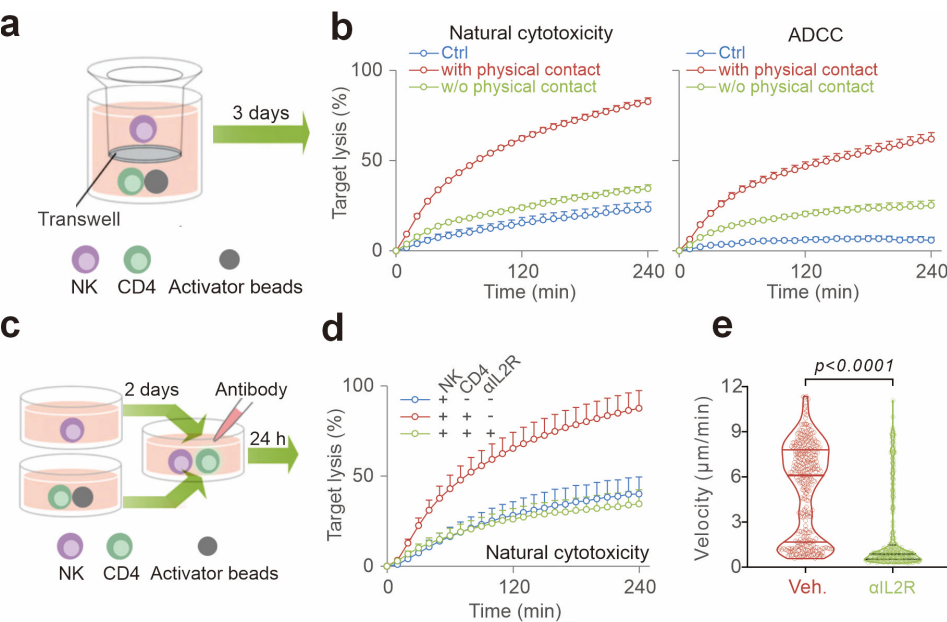 a
3 days
Transwell
NK CD4 Activator beads
b
Natural cytotoxicity
Ctrl
with physical contact
w/o physical contact
Target lysis (%)
100
50
0
0 120 240
Time (min)
ADCC
Ctrl
with physical contact
w/o physical contact
100
50
0
0 120 240
Time (min)
c
2 days
Antibody
24 h
NK CD4 Activator beads
d
NK CD4 αIL2R
+ - -
+ + -
+ + +
Target lysis (%)
100
50
0
Natural cytotoxicity
0 120 240
Time (min)
e
p<0.0001
Velocity (μm/min)
12
9
6
3
0
Veh. αIL2R